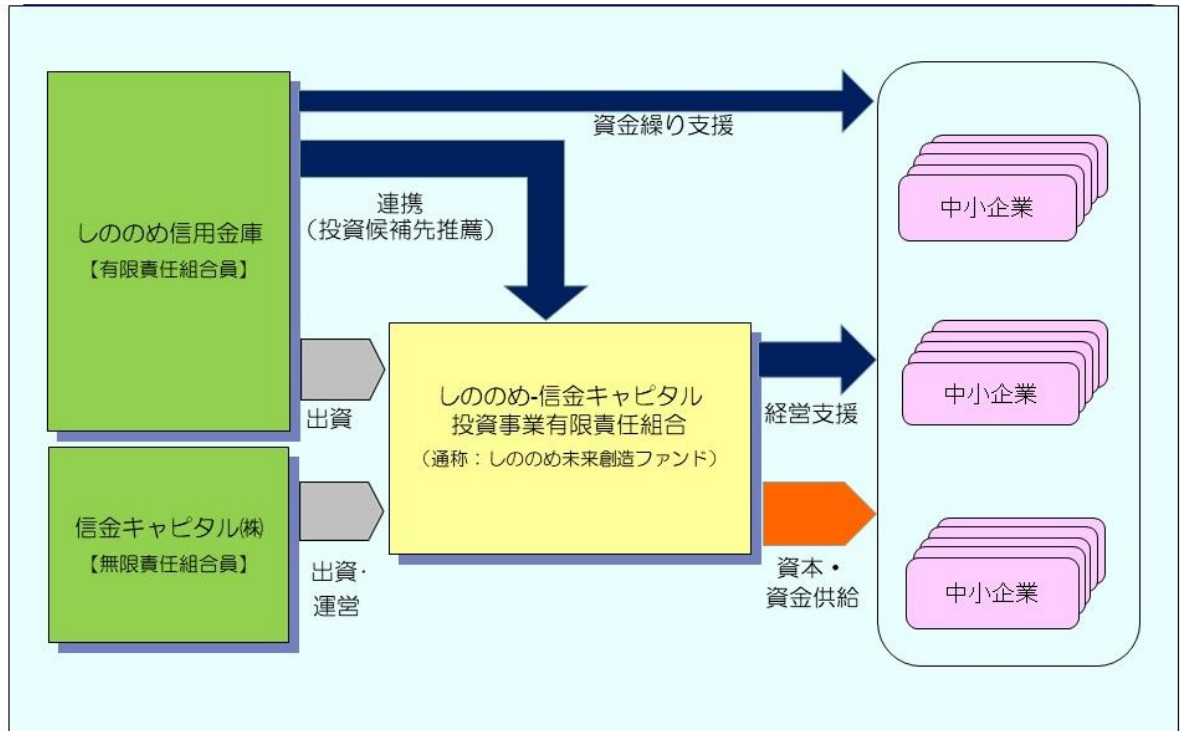 資金繰り支援
連携
（投資候補先推薦）
しののめ信用金庫
【有限責任組合員】
中小企業
出資
しののめ-信金キャピタル
投資事業有限責任組合
（通称：しののめ未来創造ファンド）
経営支援
中小企業
信金キャピタル㈱
【無限責任組合員】
出資・
運営
資本・
資金供給
中小企業